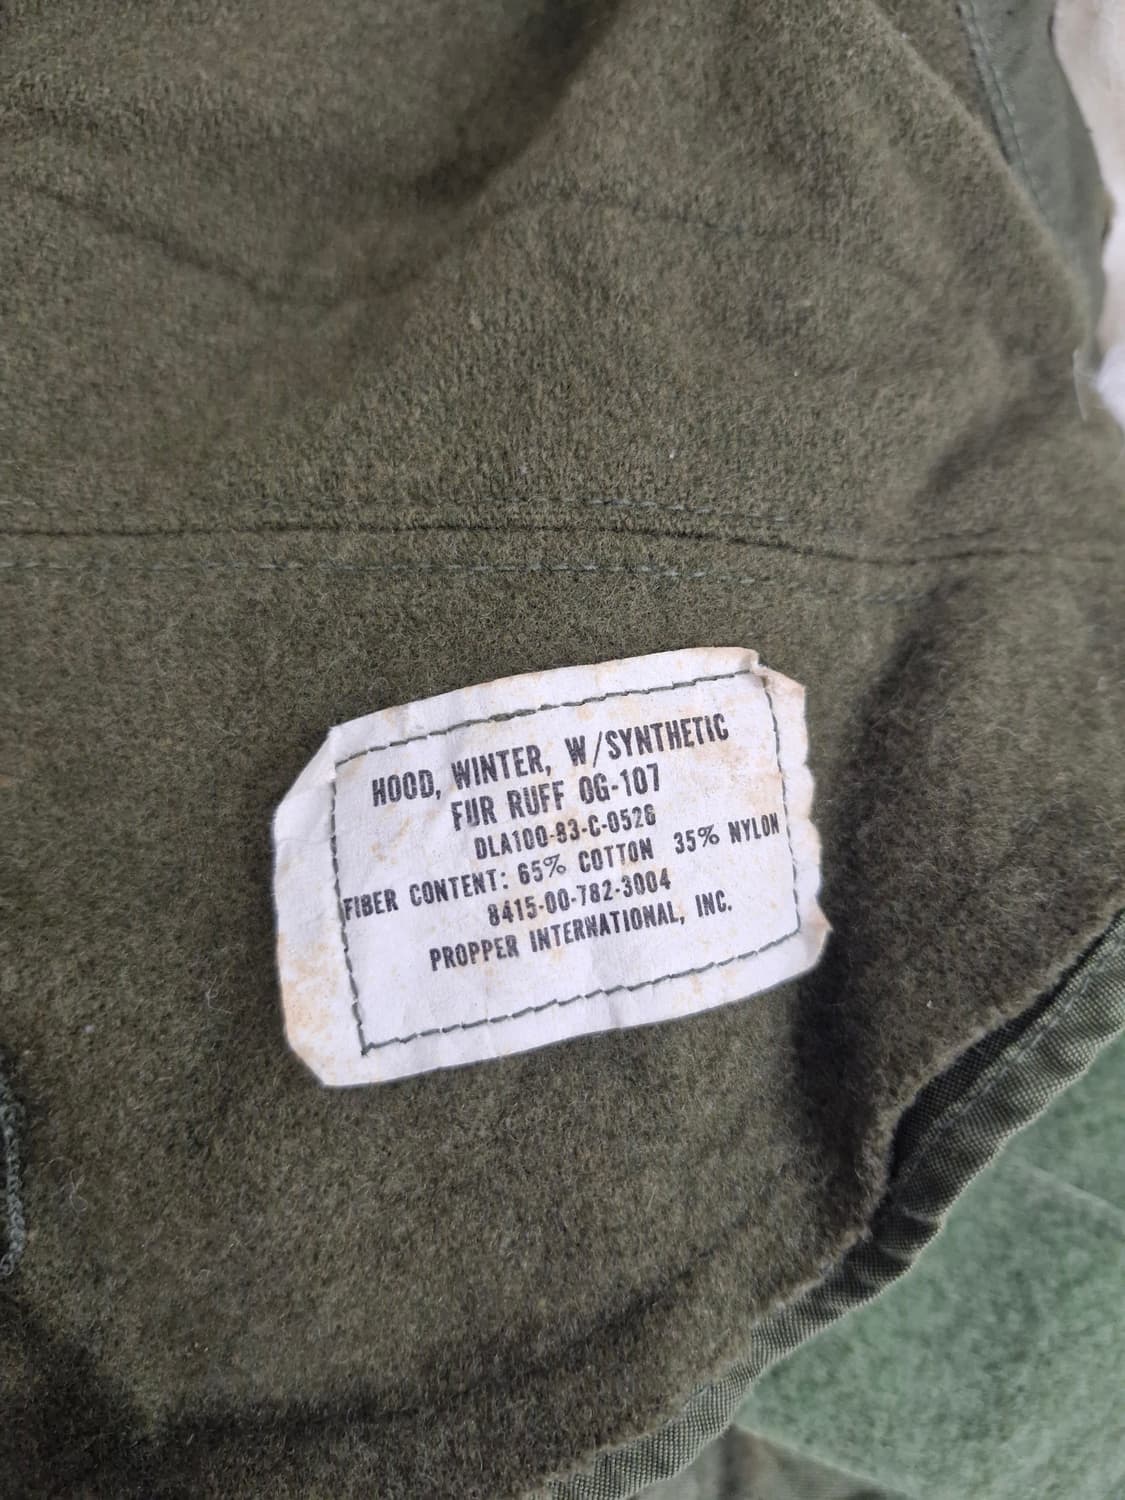 HOOD, WINTER, W/SYNTHETIC
FUR RUFF OG-107
DLA100-83-C-0526
FIBER CONTENT: 65% COTTON 35% NYLON
8415-00-782-3004
PROPPER INTERNATIONAL, INC.